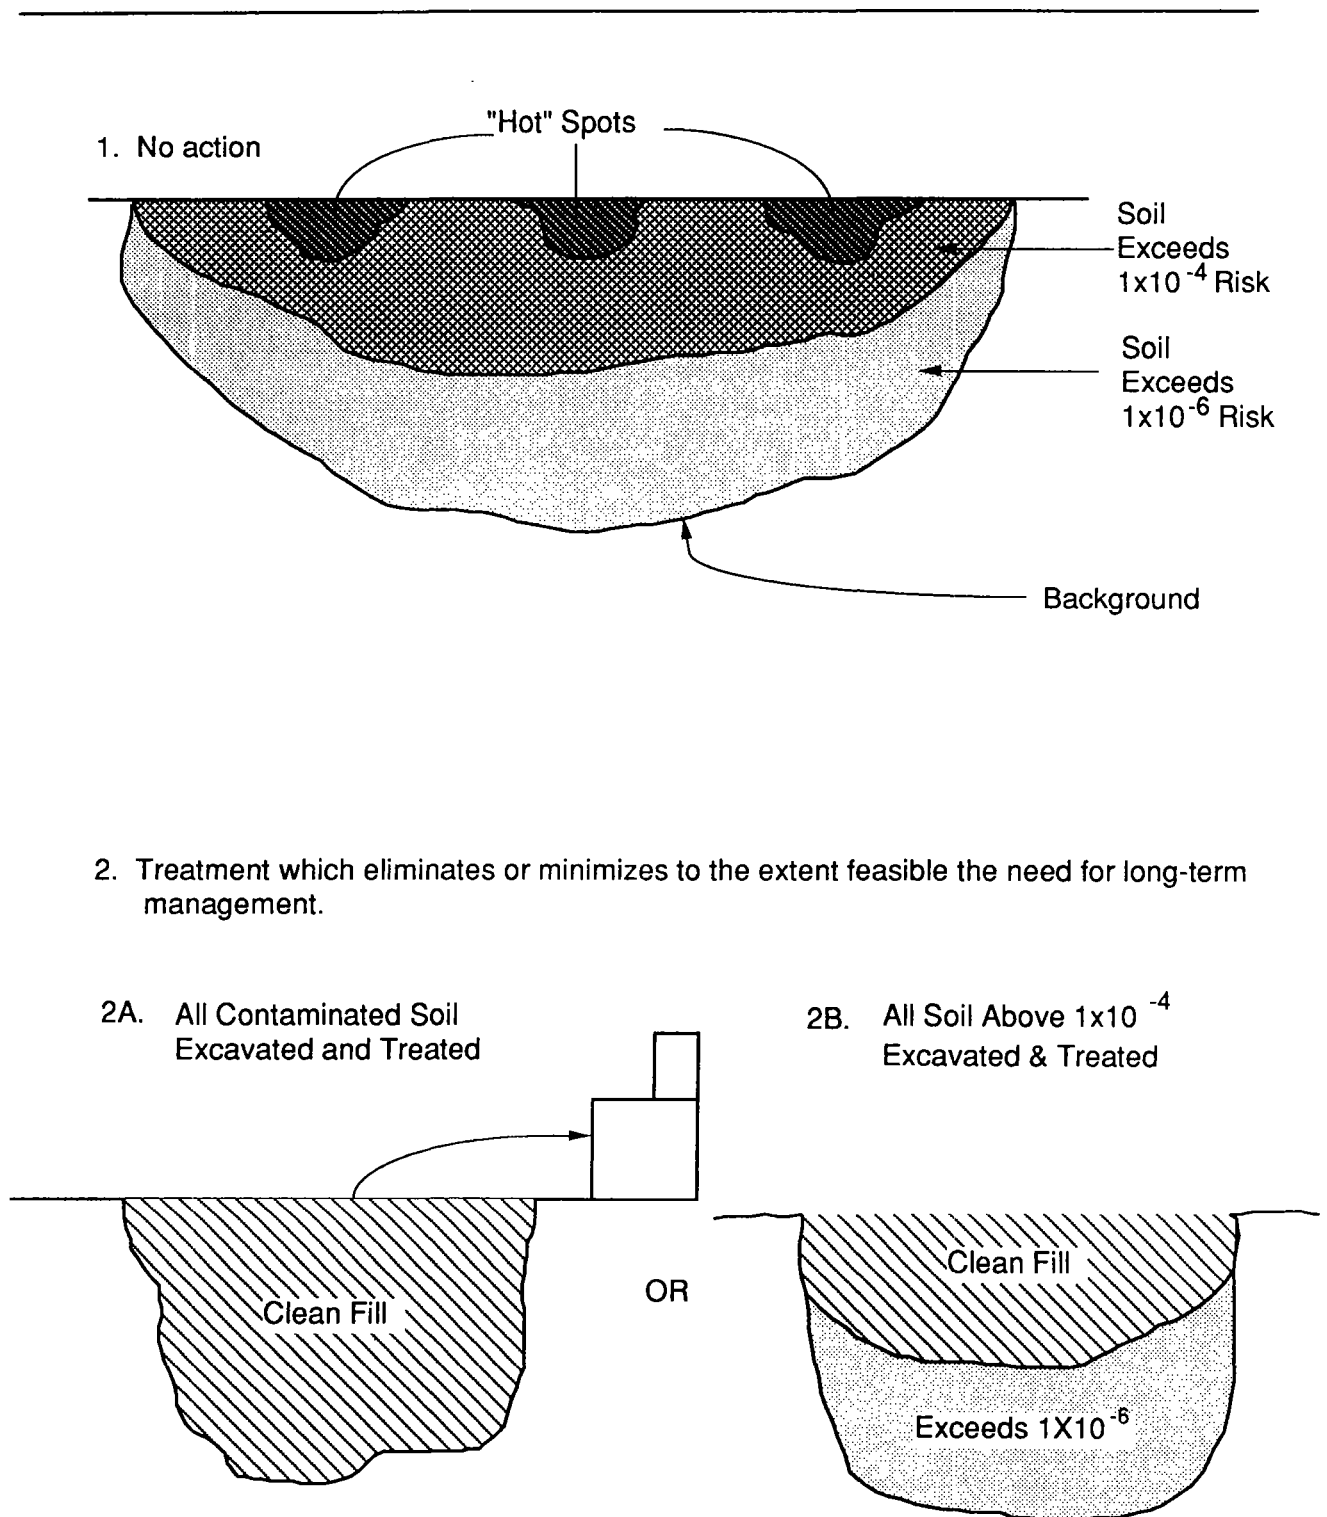 "Hot" Spots
1. No action
Soil
Exceeds
1x10⁻⁴ Risk
Soil
Exceeds
1x10⁻⁶ Risk
Background
2. Treatment which eliminates or minimizes to the extent feasible the need for long-term
management.
2A. All Contaminated Soil
Excavated and Treated
2B. All Soil Above 1x10⁻⁴
Excavated & Treated
Clean Fill
OR
Clean Fill
Exceeds 1X10⁻⁶